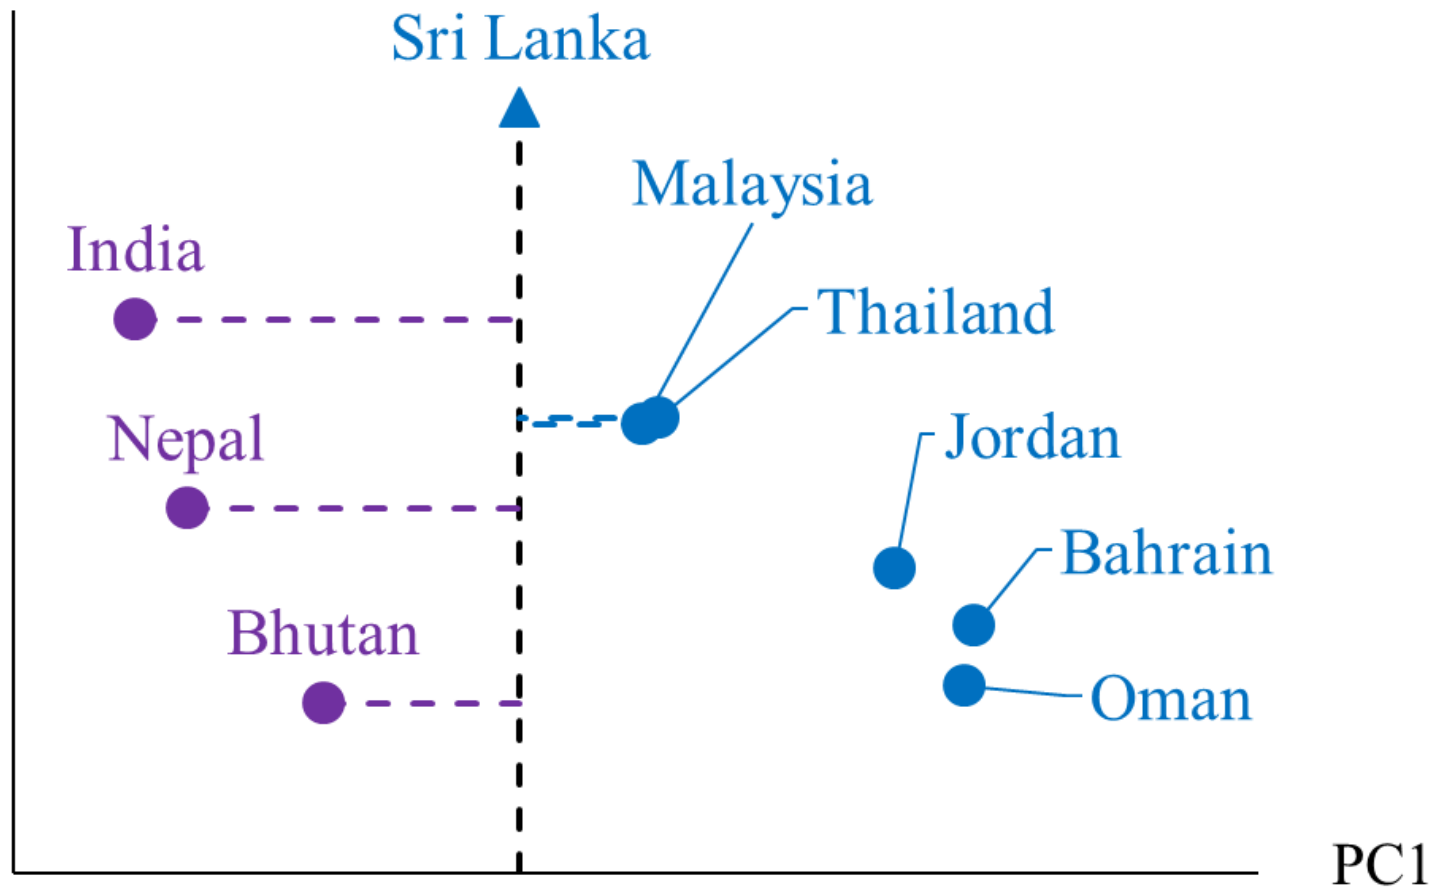 Sri Lanka
Malaysia
India
Thailand
Nepal
Jordan
Bahrain
Bhutan
Oman
PC1